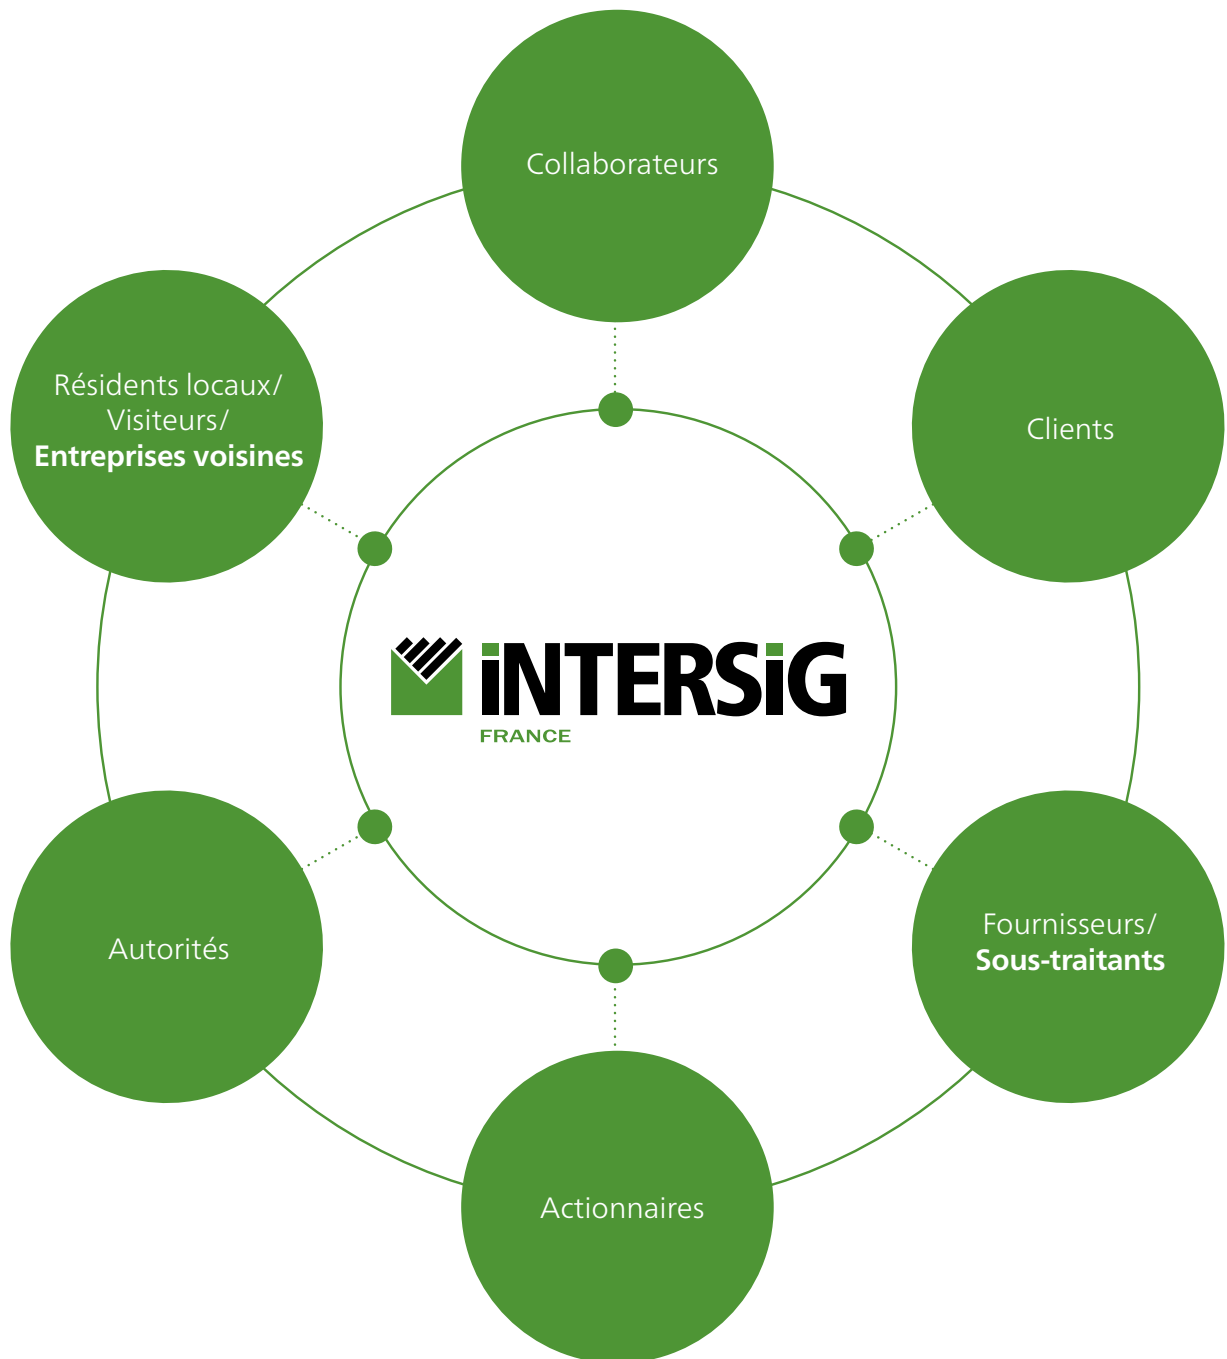 Collaborateurs
Clients
Fournisseurs/
Sous-traitants
Actionnaires
Autorités
Résidents locaux/
Visiteurs/
Entreprises voisines
iNTERSiG
FRANCE